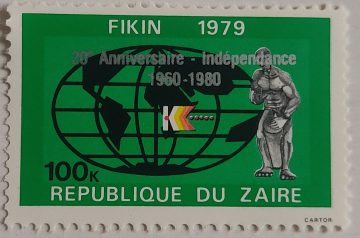 FIKIN 1979
20e Anniversaire - Indépendance
1960-1980
K
100K
REPUBLIQUE DU ZAIRE
CARTOR